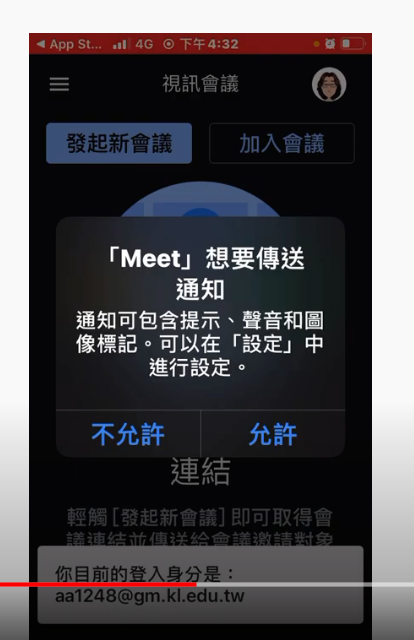 App St... 4G 下午4:32
視訊會議
發起新會議
加入會議
「Meet」想要傳送
通知
通知可包含提示、聲音和圖
像標記。可以在「設定」中
進行設定。
不允許
允許
連結
輕觸 [發起新會議] 即可取得會
議連結並傳送給會議邀請對象
你目前的登入身分是：
aa1248@gm.kl.edu.tw